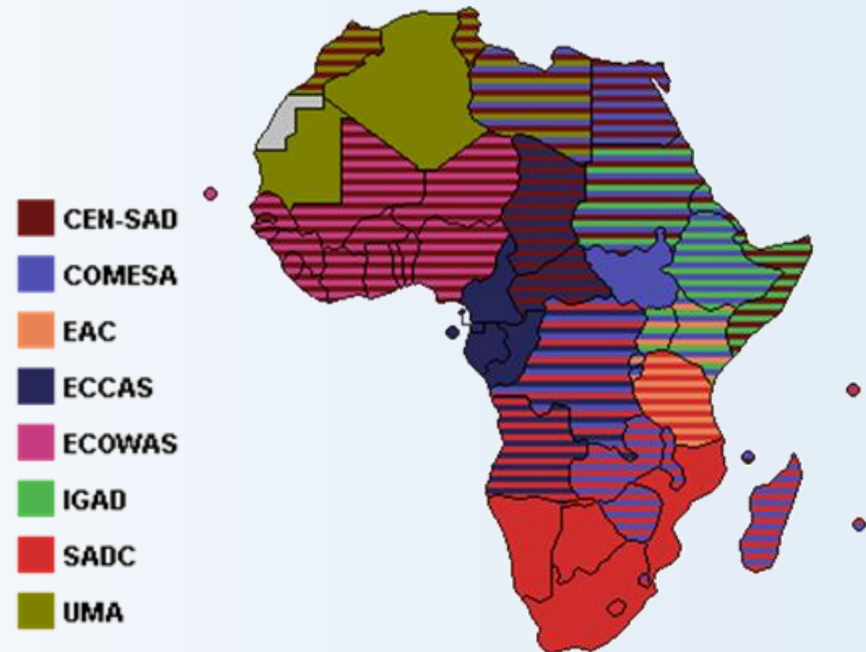 CEN-SAD
COMESA
EAC
ECCAS
ECOWAS
IGAD
SADC
UMA